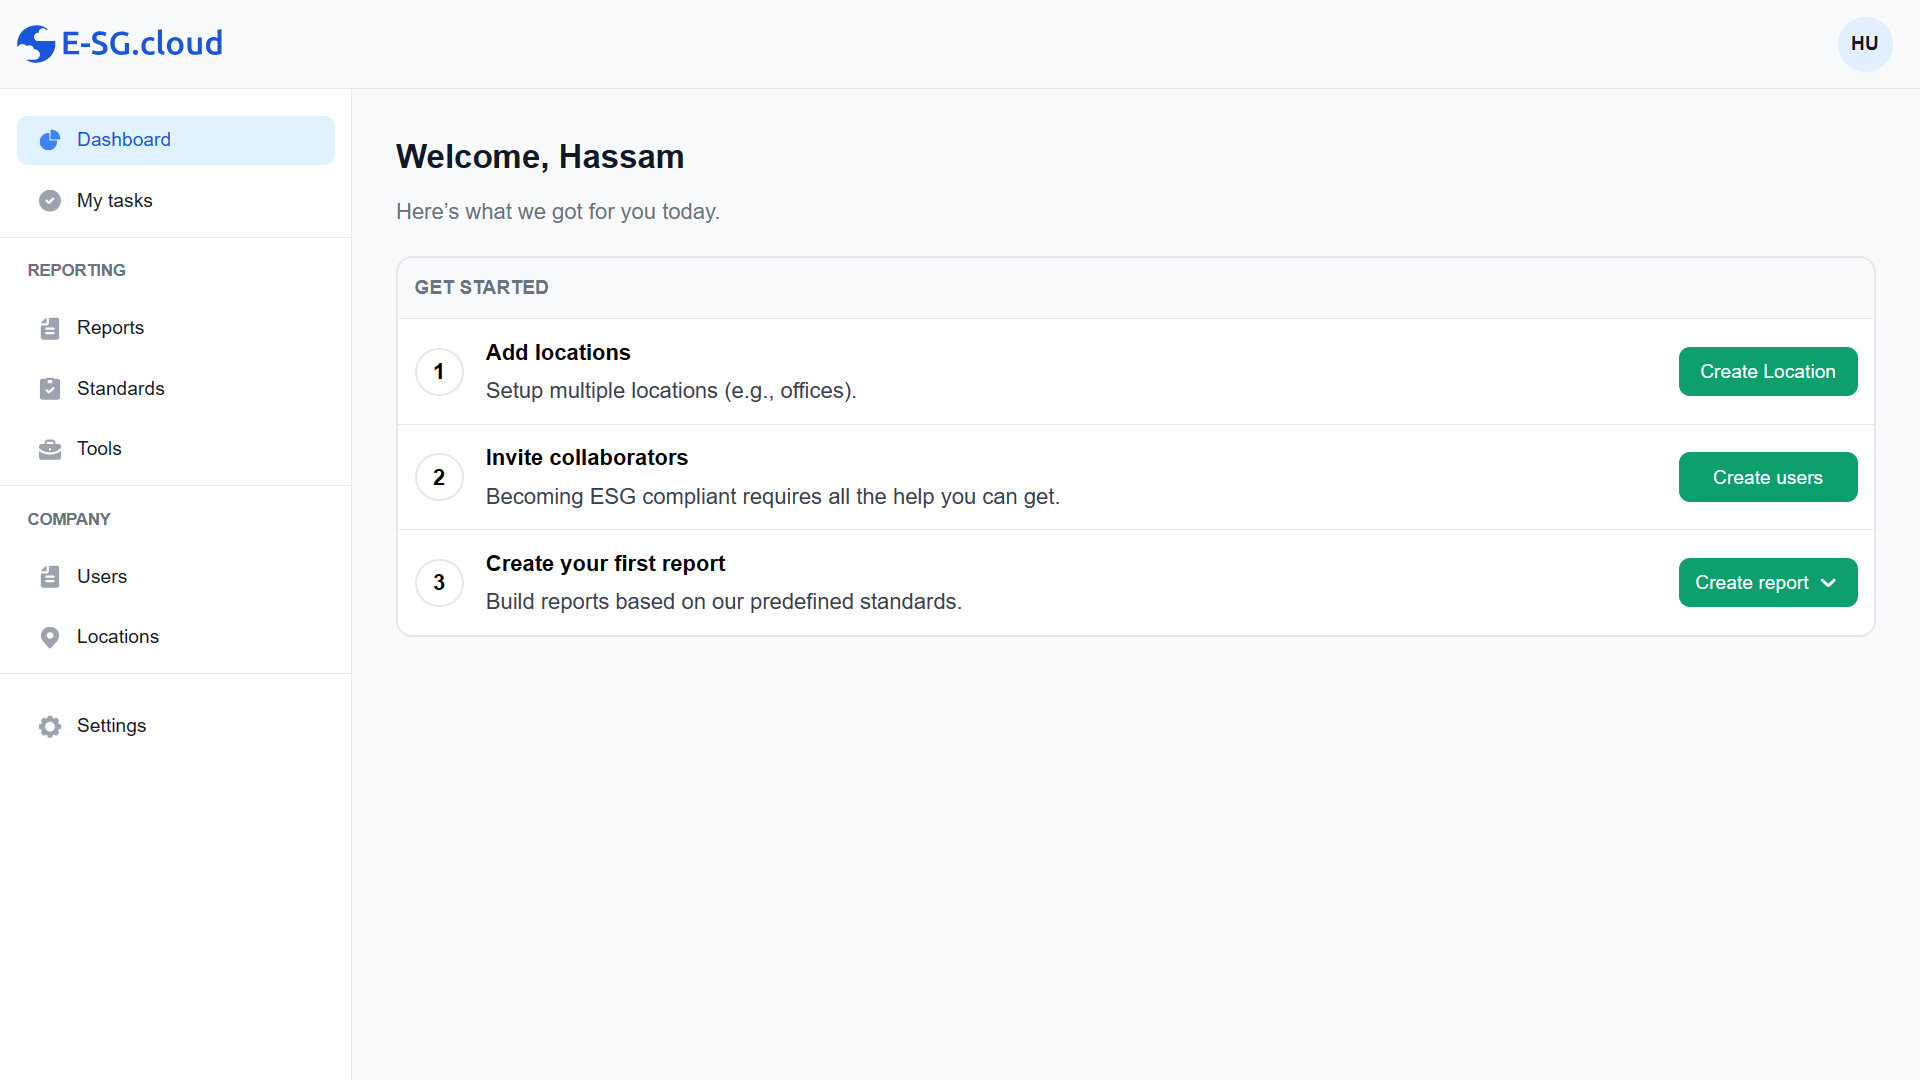 E-SG.cloud
HU
Dashboard
My tasks
REPORTING
Reports
Standards
Tools
COMPANY
Users
Locations
Settings
Welcome, Hassam
Here’s what we got for you today.
GET STARTED
1
Add locations
Setup multiple locations (e.g., offices).
Create Location
2
Invite collaborators
Becoming ESG compliant requires all the help you can get.
Create users
3
Create your first report
Build reports based on our predefined standards.
Create report